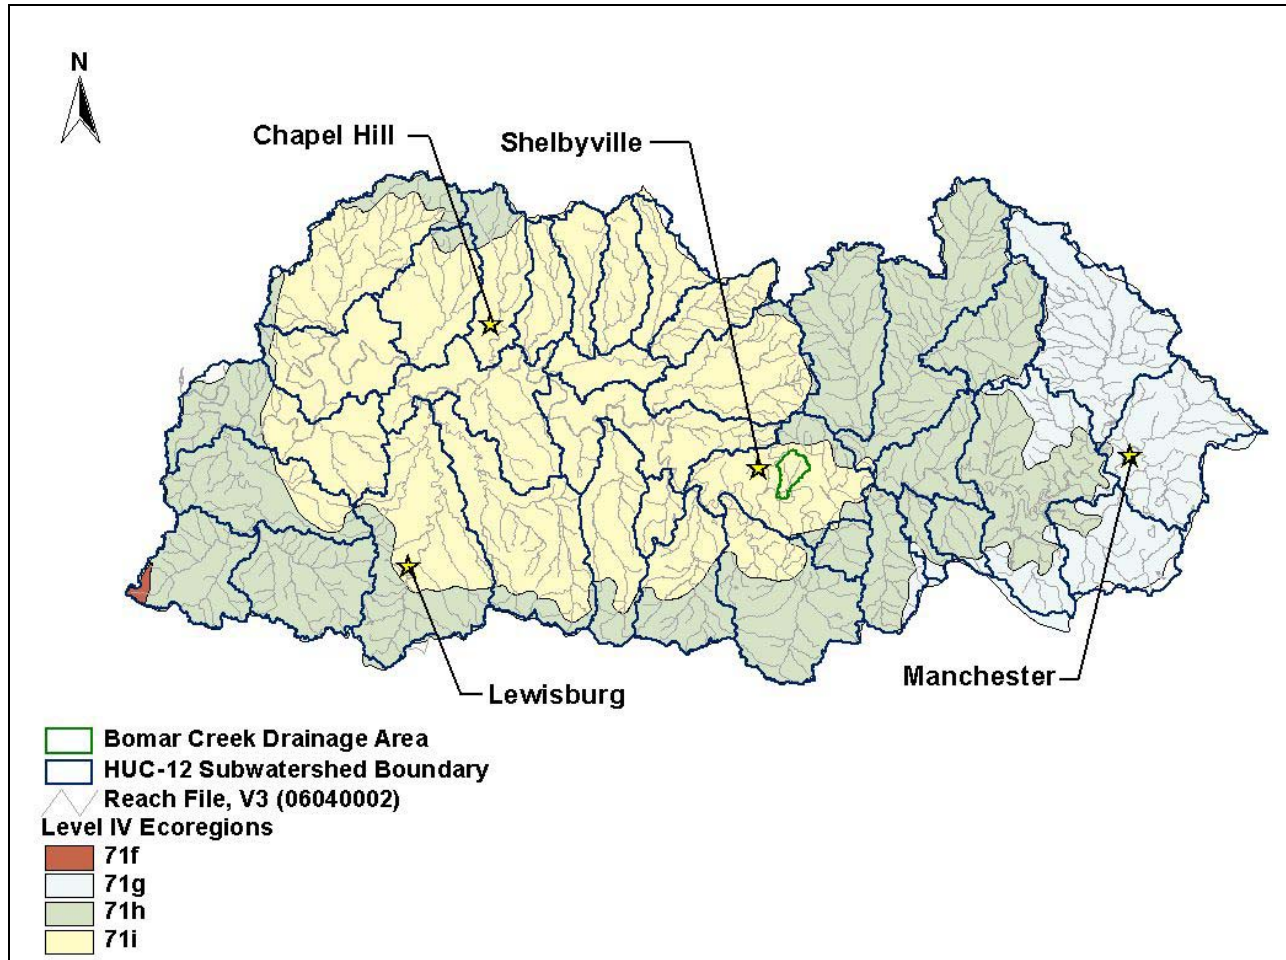 N
Chapel Hill
Shelbyville
Manchester
Lewisburg
Bomar Creek Drainage Area
HUC-12 Subwatershed Boundary
Reach File, V3 (06040002)
Level IV Ecoregions
71f
71g
71h
71i